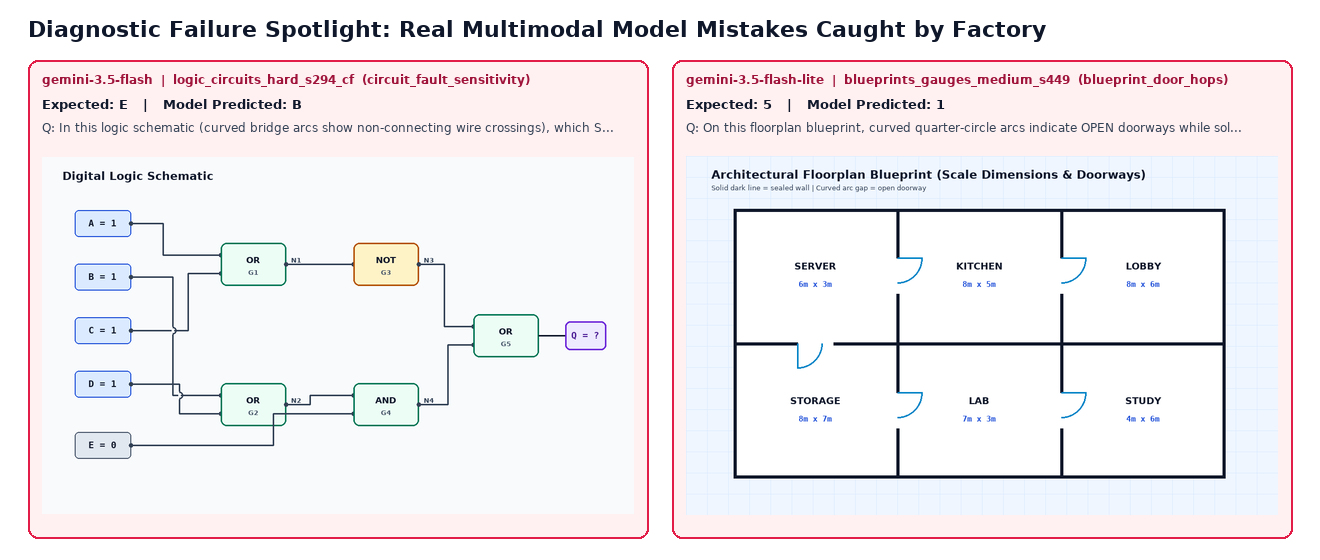 Diagnostic Failure Spotlight: Real Multimodal Model Mistakes Caught by Factory
gemini-3.5-flash | logic_circuits_hard_s294_cf (circuit_fault_sensitivity)
Expected: E | Model Predicted: B
Q: In this logic schematic (curved bridge arcs show non-connecting wire crossings), which S...
Digital Logic Schematic
A = 1
B = 1
C = 1
D = 1
E = 0
OR
G1
N1
NOT
G3
N3
OR
G2
N2
AND
G4
N4
OR
G5
Q = ?
gemini-3.5-flash-lite | blueprints_gauges_medium_s449 (blueprint_door_hops)
Expected: 5 | Model Predicted: 1
Q: On this floorplan blueprint, curved quarter-circle arcs indicate OPEN doorways while sol...
Architectural Floorplan Blueprint (Scale Dimensions & Doorways)
Solid dark line = sealed wall | Curved arc gap = open doorway
SERVER
6m x 3m
KITCHEN
8m x 5m
LOBBY
8m x 6m
STORAGE
8m x 7m
LAB
7m x 3m
STUDY
4m x 6m